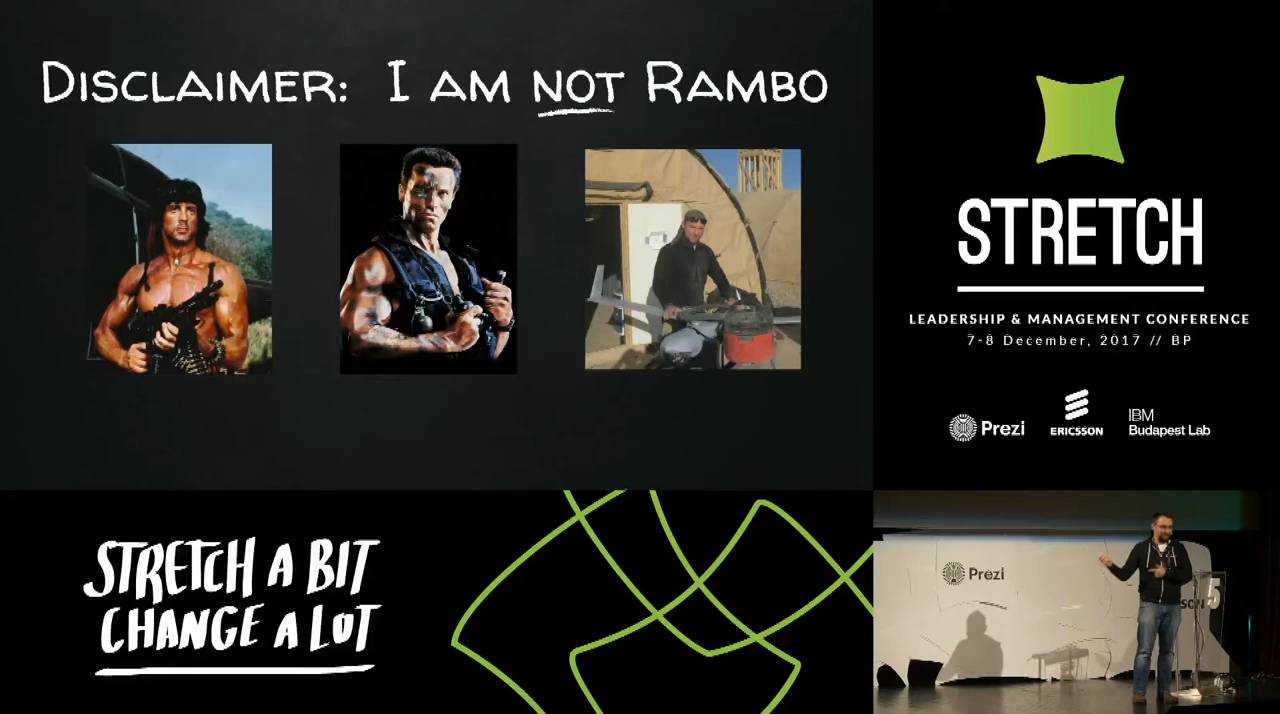 DISCLAIMER: I AM NOT RAMBO
STRETCH
LEADERSHIP & MANAGEMENT CONFERENCE
7-8 December, 2017 // BP
Prezi
ERICSSON
IBM
Budapest Lab
STRETCH A BIT
CHANGE A LOT
Prezi
SON